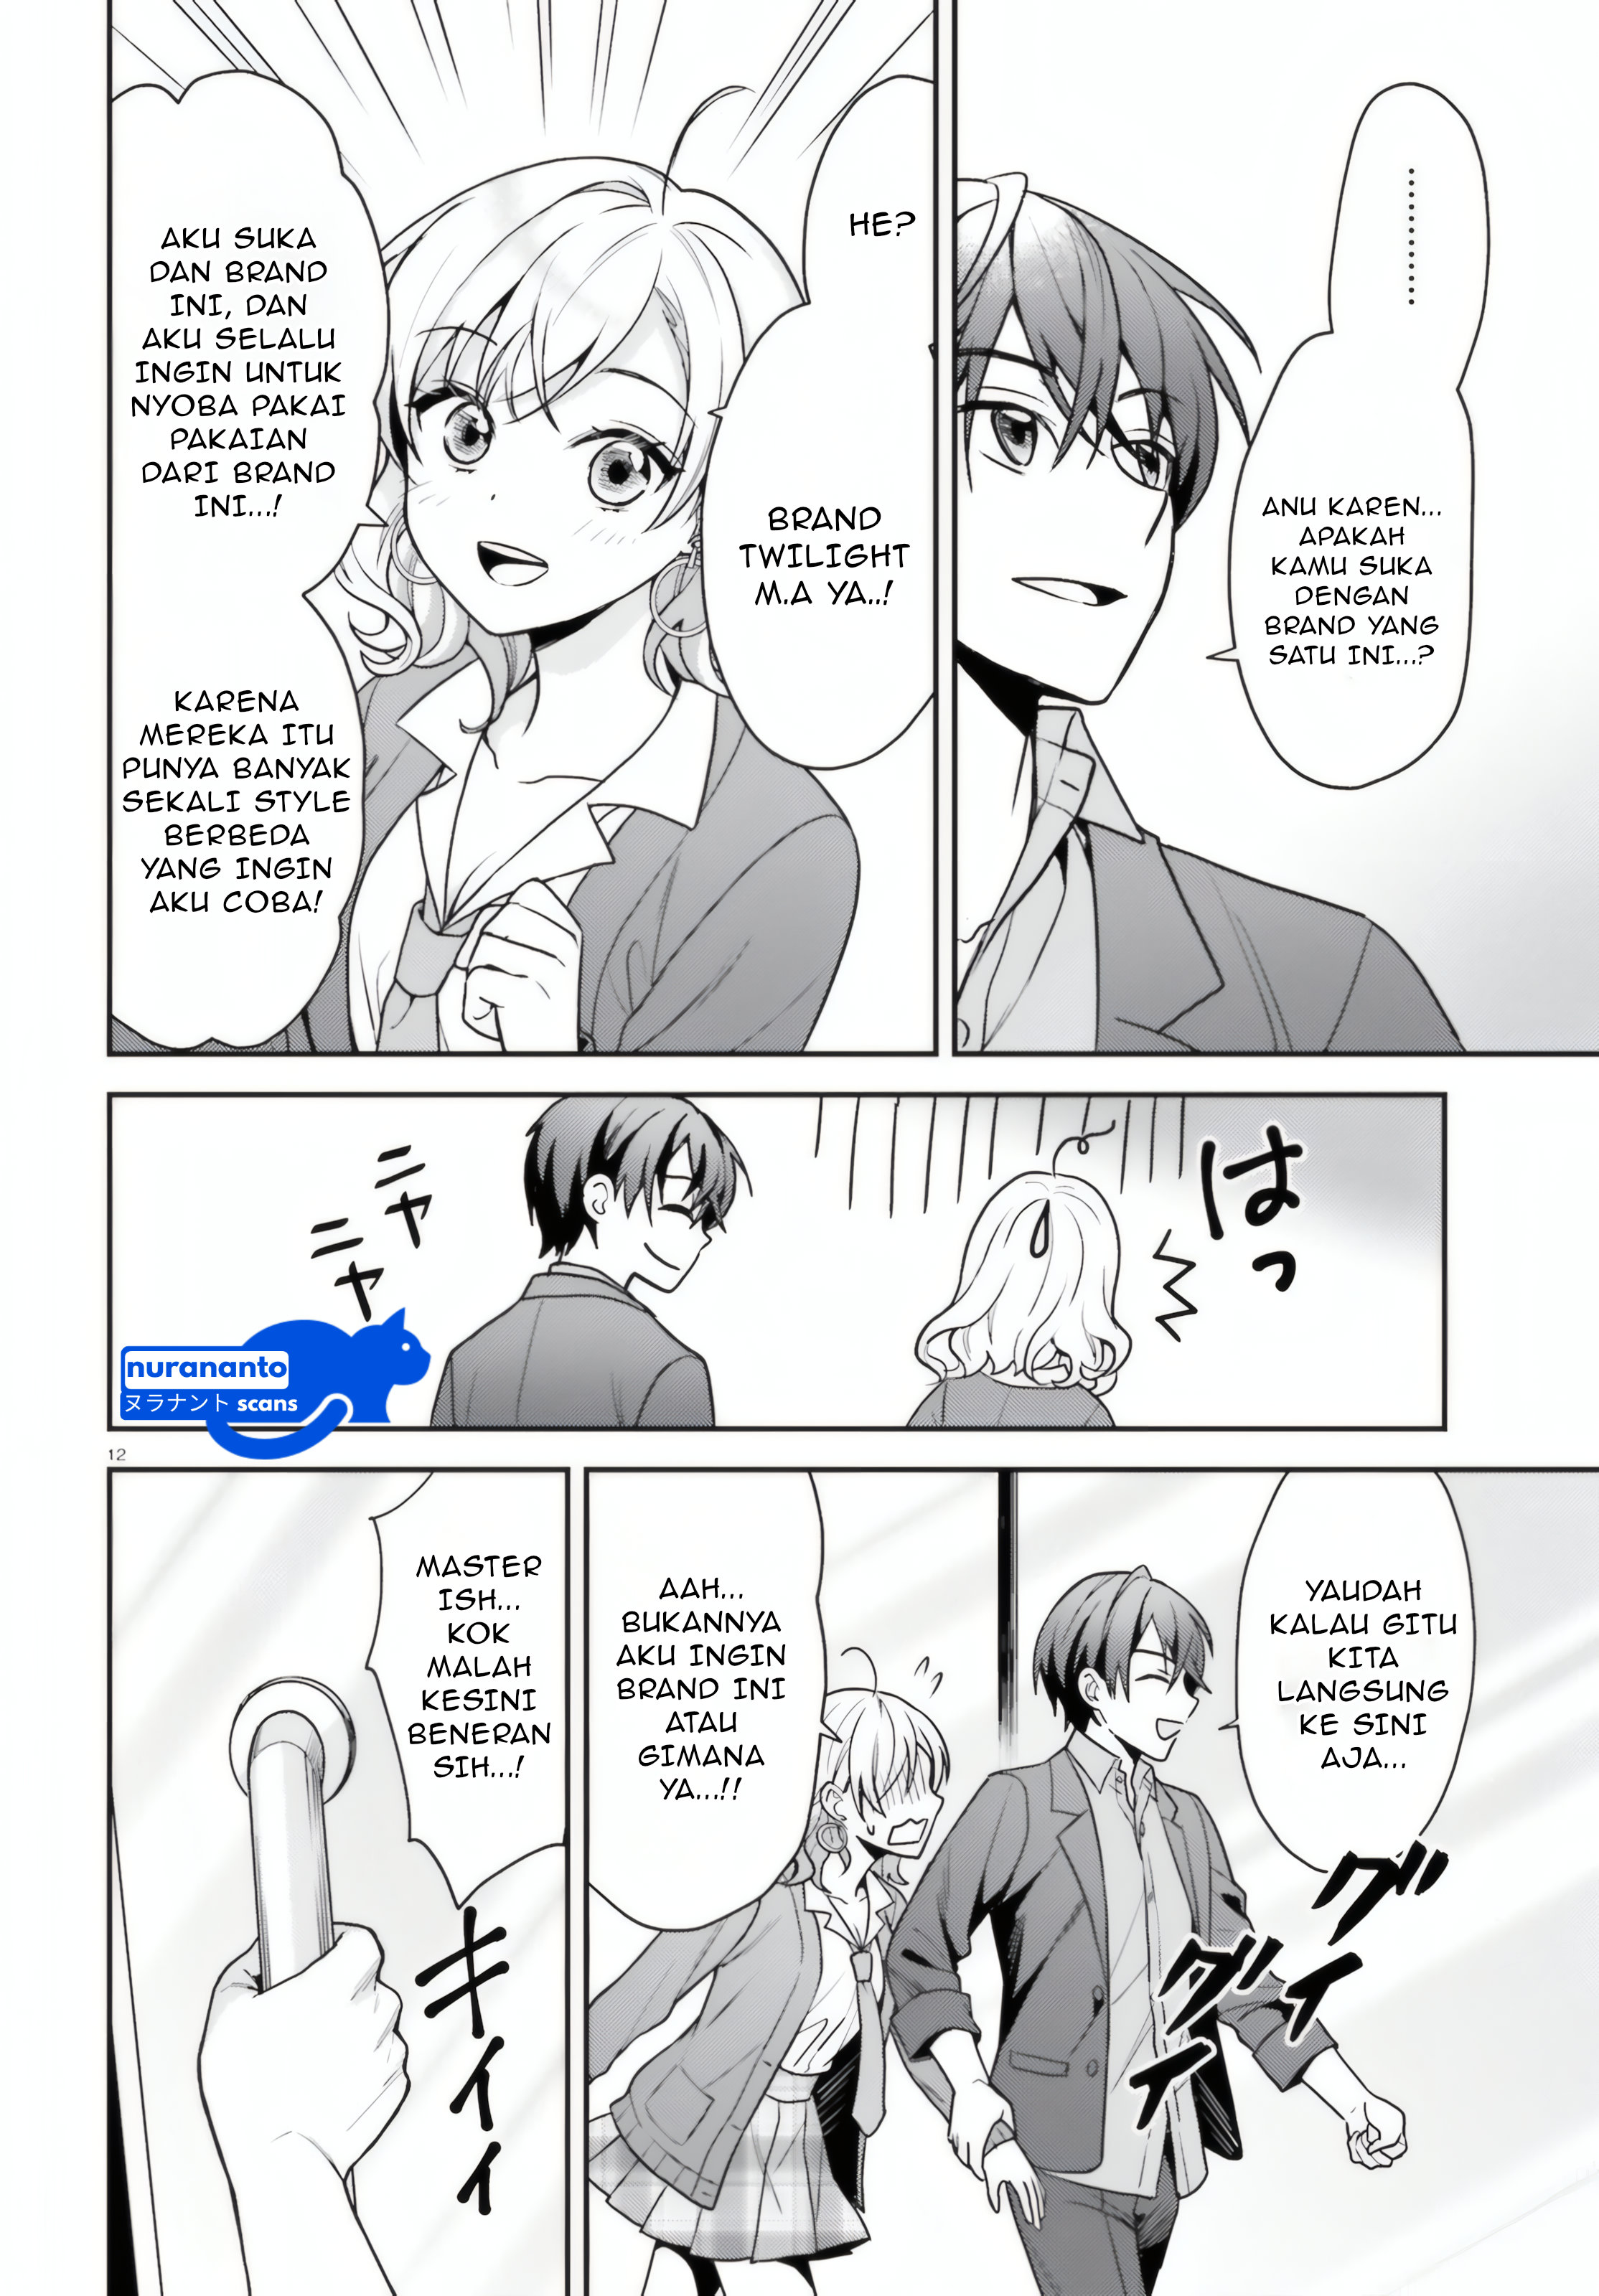 ..........
ANU KAREN...
APAKAH
KAMU SUKA
DENGAN
BRAND YANG
SATU INI...?
HE?
BRAND
TWILIGHT
M.A YA..!
AKU SUKA
DAN BRAND
INI, DAN
AKU SELALU
INGIN UNTUK
NYOBA PAKAI
PAKAIAN
DARI BRAND
INI...!
KARENA
MEREKA ITU
PUNYA BANYAK
SEKALI STYLE
BERBEDA
YANG INGIN
AKU COBA!
はっ
ニヤ
ニヤ
nurananto
ヌラナント scans
12
YAUDAH
KALAU GITU
KITA
LANGSUNG
KE SINI
AJA...
グイ
グイ
AAH...
BUKANNYA
AKU INGIN
BRAND INI
ATAU
GIMANA
YA...!!
MASTER
ISH...
KOK
MALAH
KESINI
BENERAN
SIH...!
キィィ